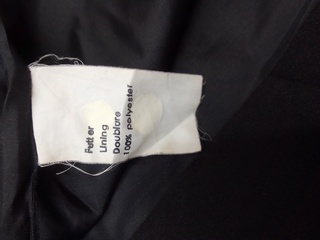 Futter
Lining
Doublure
100% polyester